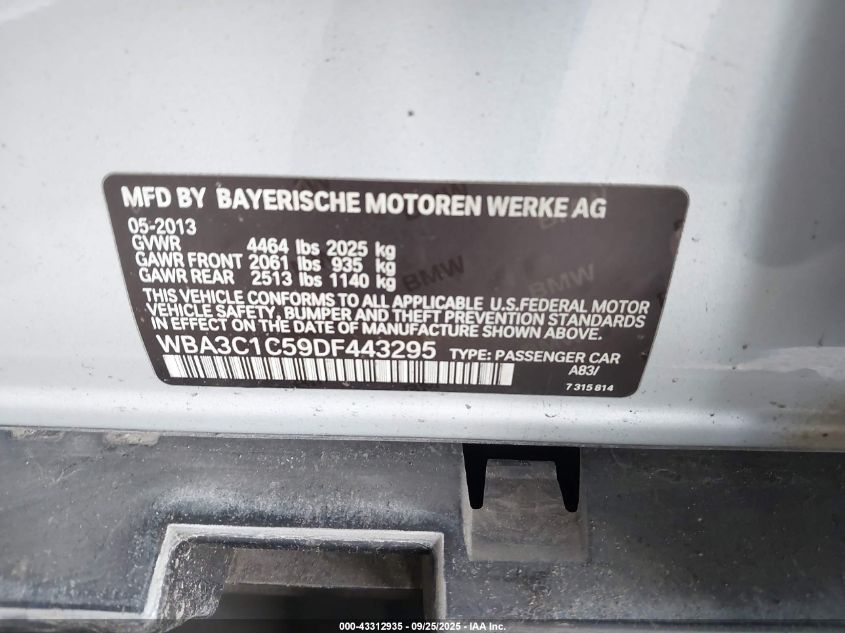 MFD BY BAYERISCHE MOTOREN WERKE AG
05-2013
GVWR 4464 lbs 2025 kg
GAWR FRONT 2061 lbs 935 kg
GAWR REAR 2513 lbs 1140 kg
THIS VEHICLE CONFORMS TO ALL APPLICABLE U.S.FEDERAL MOTOR
VEHICLE SAFETY, BUMPER AND THEFT PREVENTION STANDARDS
IN EFFECT ON THE DATE OF MANUFACTURE SHOWN ABOVE.
WBA3C1C59DF443295 TYPE: PASSENGER CAR
A83/
7 315 814
BMW
BMW
000-43312935 - 09/25/2025 - IAA Inc.